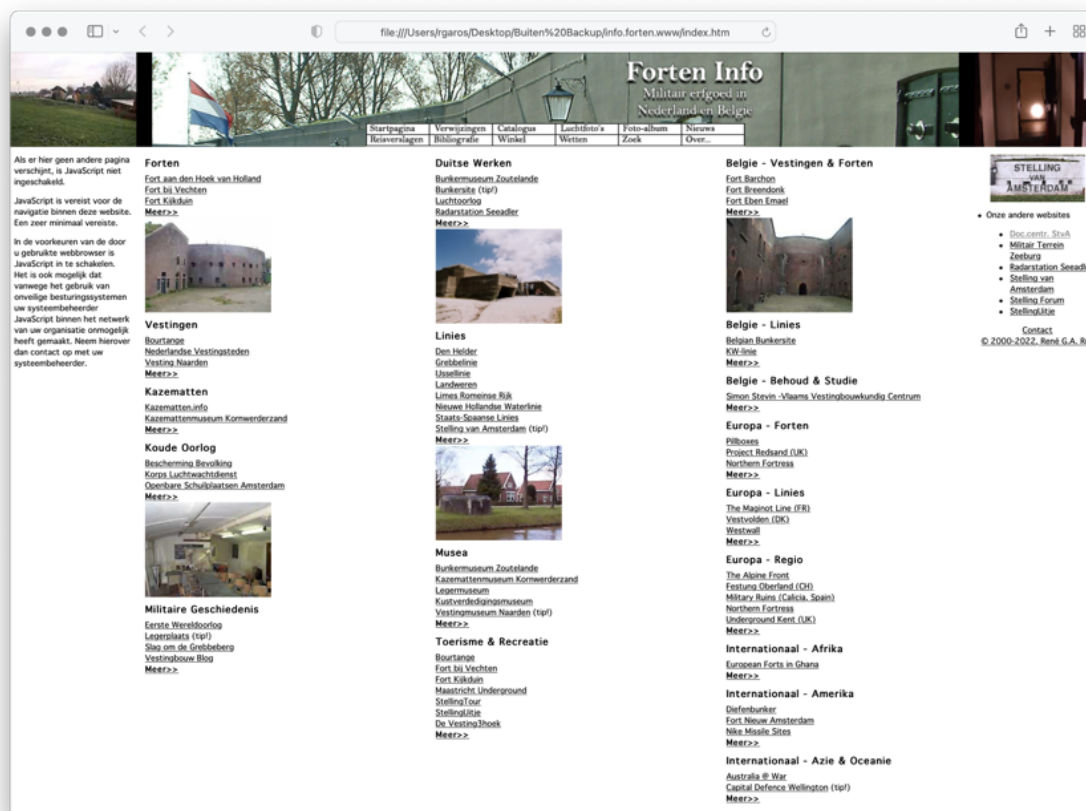 file:///Users/rgaros/Desktop/Buiten%20Backup/info.forten.www/index.htm
Forten Info
Militair erfgoed in
Nederland en Belgie
Startpagina Verwijzingen Catalogus Luchtfoto's Foto-album Nieuws
Reisverslagen Bibliografie Winkel Wetten Zoek Over...
Als er hier geen andere pagina
verschijnt, is JavaScript niet
ingeschakeld.
JavaScript is vereist voor de
navigatie binnen deze website.
Een zeer minimaal vereiste.
In de voorkeuren van de door
u gebruikte webbrowser is
JavaScript in te schakelen.
Het is ook mogelijk dat
vanwege het gebruik van
onveilige besturingssystemen
uw systeembeheerder
JavaScript binnen het netwerk
van uw organisatie onmogelijk
heeft gemaakt. Neem hierover
dan contact op met uw
systeembeheerder.
Forten
Fort aan den Hoek van Holland
Fort bij Vechten
Fort Kijkduin
Meer>>
Vestingen
Bourtange
Nederlandse Vestingsteden
Vesting Naarden
Meer>>
Kazematten
Kazematten.info
Kazemattenmuseum Kornwerderzand
Meer>>
Koude Oorlog
Bescherming Bevolking
Korps Luchtwachtdienst
Openbare Schuilplaatsen Amsterdam
Meer>>
Militaire Geschiedenis
Eerste Wereldoorlog
Legerplaats (tip!)
Slag om de Grebbeberg
Vestingbouw Blog
Meer>>
Duitse Werken
Bunkermuseum Zoutelande
Bunkersite (tip!)
Luchtoorlog
Radarstation Seeadler
Meer>>
Linies
Den Helder
Grebbelinie
IJssellinie
Landweren
Limes Romeinse Rijk
Nieuwe Hollandse Waterlinie
Staats-Spaanse Linies
Stelling van Amsterdam (tip!)
Meer>>
Musea
Bunkermuseum Zoutelande
Kazemattenmuseum Kornwerderzand
Legermuseum
Kustverdedigingsmuseum
Vestingmuseum Naarden (tip!)
Meer>>
Toerisme & Recreatie
Bourtange
Fort bij Vechten
Fort Kijkduin
Maastricht Underground
StellingTour
StellingUitje
De Vesting3hoek
Meer>>
Belgie - Vestingen & Forten
Fort Barchon
Fort Breendonk
Fort Eben Emael
Meer>>
Belgie - Linies
Belgian Bunkersite
KW-linie
Meer>>
Belgie - Behoud & Studie
Simon Stevin -Vlaams Vestingbouwkundig Centrum
Meer>>
Europa - Forten
Pillboxes
Project Redsand (UK)
Northern Fortress
Meer>>
Europa - Linies
The Maginot Line (FR)
Vestvolden (DK)
Westwall
Meer>>
Europa - Regio
The Alpine Front
Festung Oberland (CH)
Military Ruins (Calicia, Spain)
Northern Fortress
Underground Kent (UK)
Meer>>
Internationaal - Afrika
European Forts in Ghana
Meer>>
Internationaal - Amerika
Diefenbunker
Fort Nieuw Amsterdam
Nike Missile Sites
Meer>>
Internationaal - Azie & Oceanie
Australia @ War
Capital Defence Wellington (tip!)
Meer>>
STELLING
VAN
AMSTERDAM
Onze andere websites
Doc.centr. StvA
Militair Terrein
Zeeburg
Radarstation Seeadl
Stelling van
Amsterdam
Stelling Forum
StellingUitje
Contact
© 2000-2022, René G.A. R